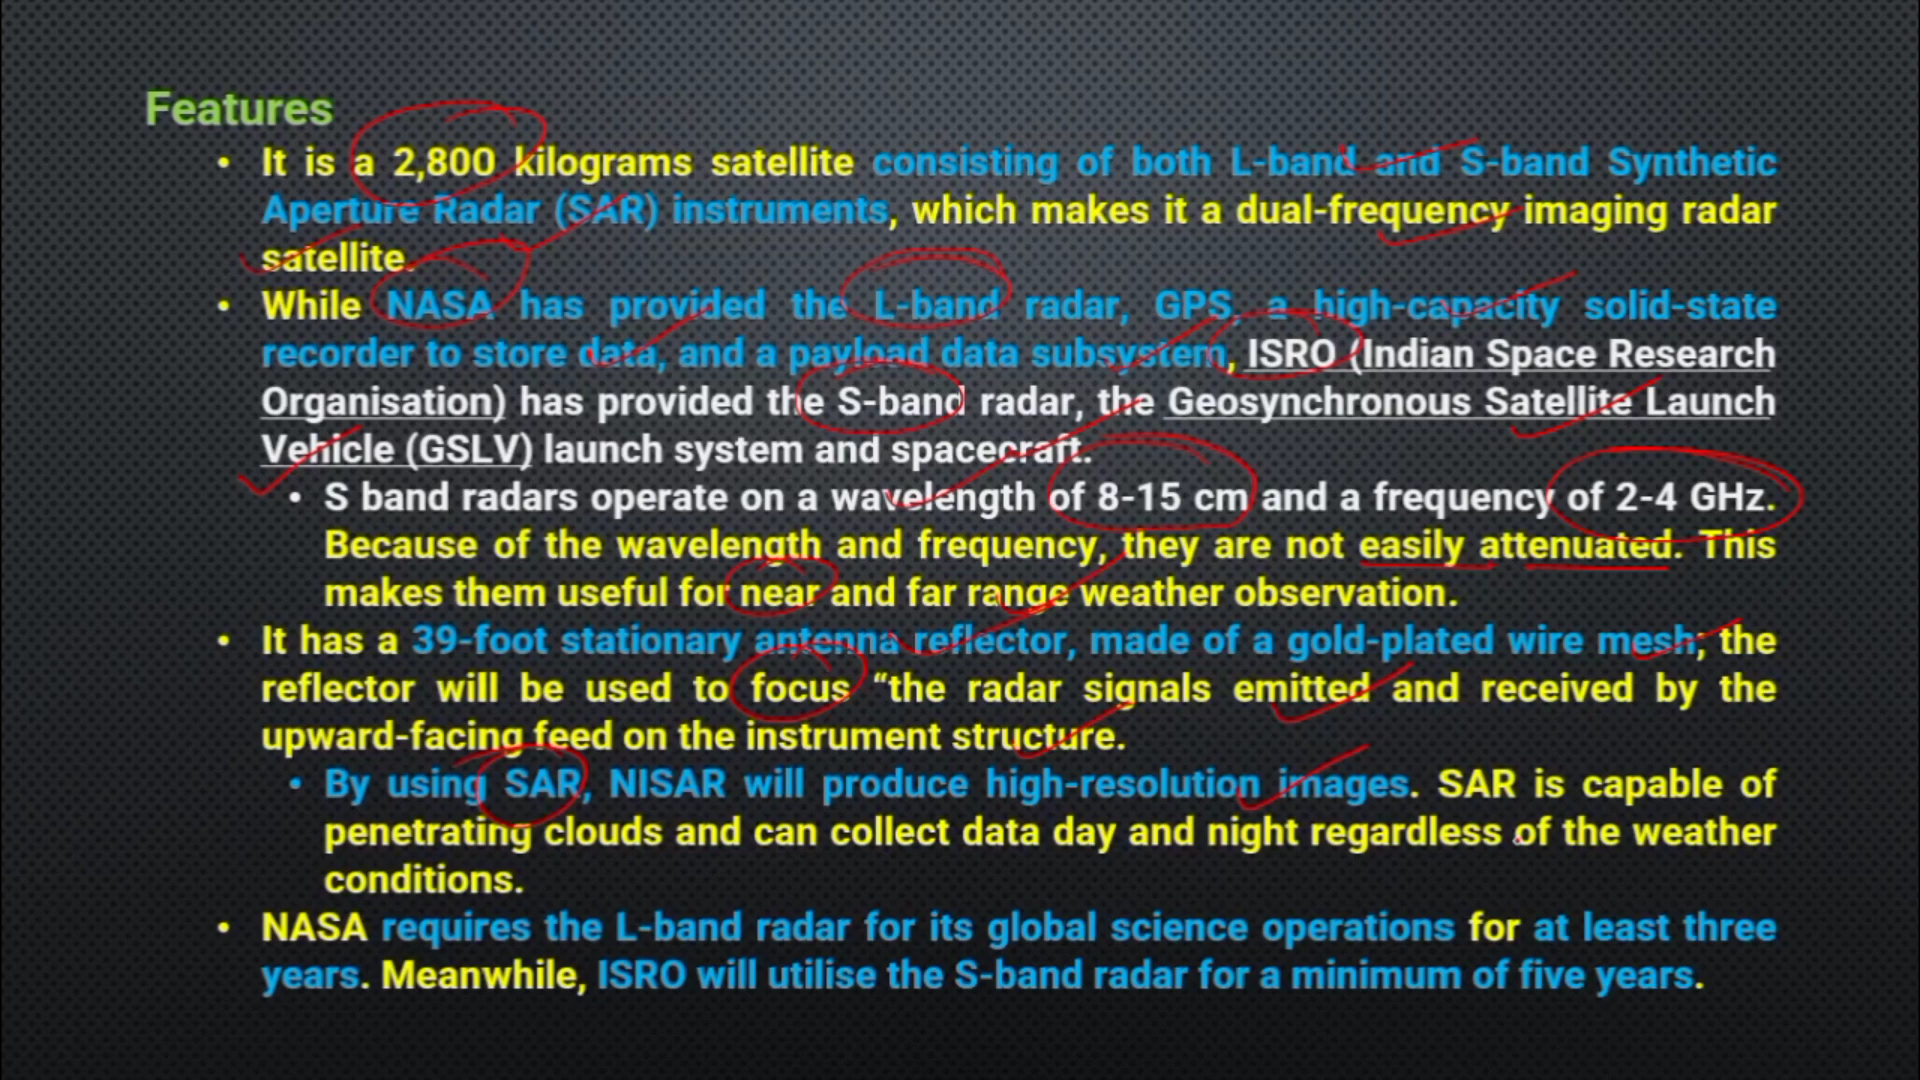 Features
• It is a 2,800 kilograms satellite consisting of both L-band and S-band Synthetic
Aperture Radar (SAR) instruments, which makes it a dual-frequency imaging radar
satellite.
• While NASA has provided the L-band radar, GPS, a high-capacity solid-state
recorder to store data, and a payload data subsystem, ISRO (Indian Space Research
Organisation) has provided the S-band radar, the Geosynchronous Satellite Launch
Vehicle (GSLV) launch system and spacecraft.
• S band radars operate on a wavelength of 8-15 cm and a frequency of 2-4 GHz.
Because of the wavelength and frequency, they are not easily attenuated. This
makes them useful for near and far range weather observation.
• It has a 39-foot stationary antenna reflector, made of a gold-plated wire mesh; the
reflector will be used to focus “the radar signals emitted and received by the
upward-facing feed on the instrument structure.
• By using SAR, NISAR will produce high-resolution images. SAR is capable of
penetrating clouds and can collect data day and night regardless of the weather
conditions.
• NASA requires the L-band radar for its global science operations for at least three
years. Meanwhile, ISRO will utilise the S-band radar for a minimum of five years.